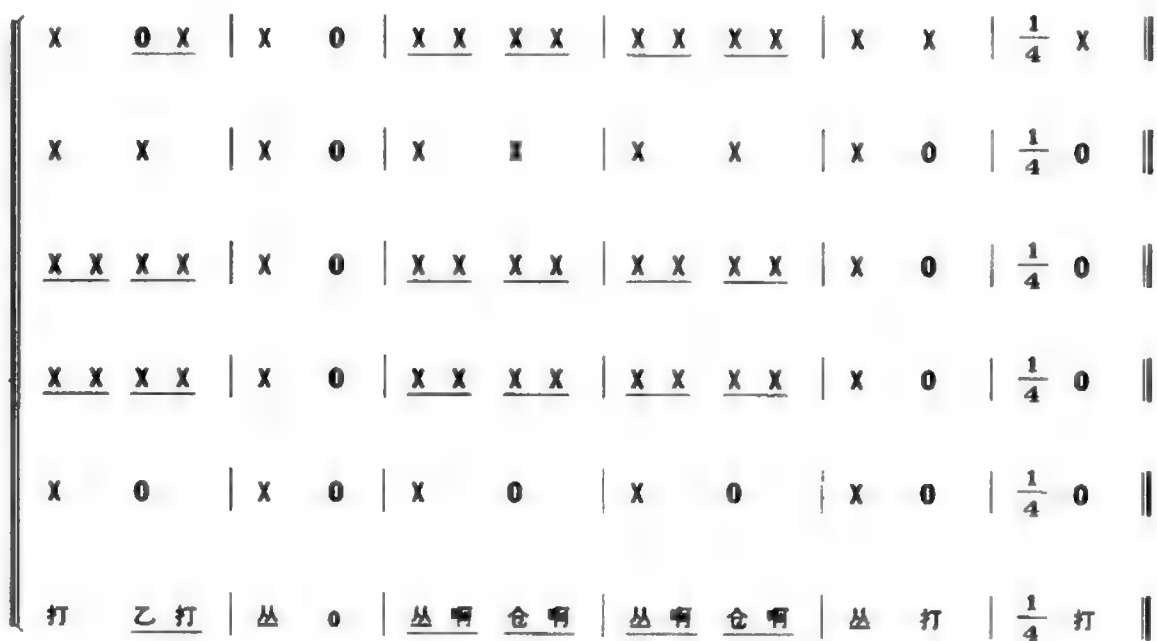 X 0 X | X 0 | X X X X | X X X X | X X | 1/4 X ‖
X X | X 0 | X X | X X | X 0 | 1/4 0 ‖
X X X X | X 0 | X X X X | X X X X | X 0 | 1/4 0 ‖
X X X X | X 0 | X X X X | X X X X | X 0 | 1/4 0 ‖
X 0 | X 0 | X 0 | X 0 | X 0 | 1/4 0 ‖
打 乙 打 | 丛 0 | 丛 仓 | 丛 仓 | 丛 打 | 1/4 打 ‖